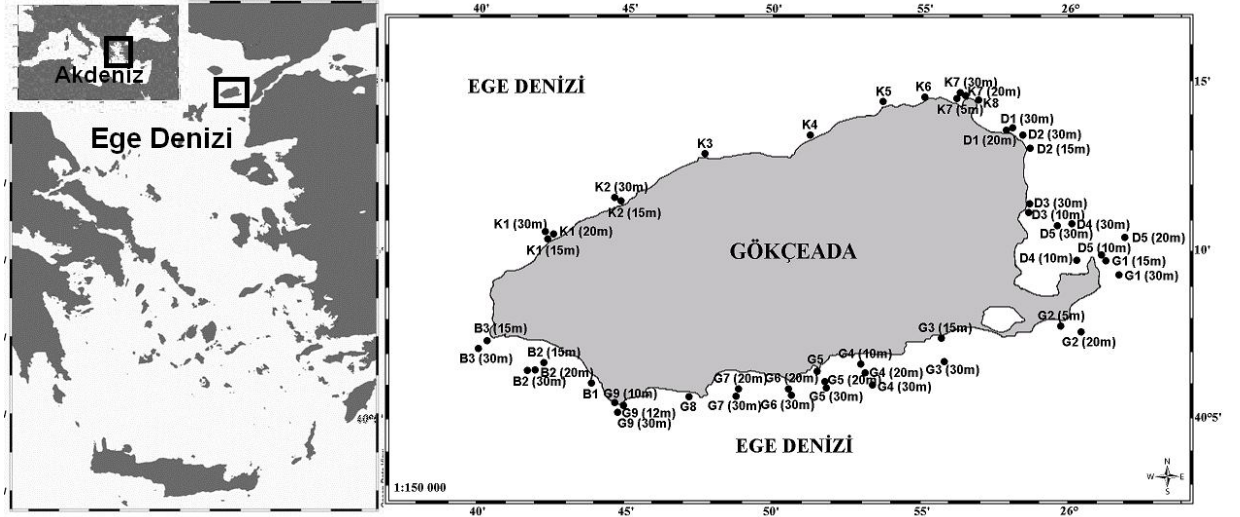 Akdeniz
Ege Denizi
40' 45' 50' 55' 26°
EGE DENİZİ
15'
K5
K6
K7 (30m)
K7 (20m)
K8
K7 (5m)
K4
D1 (30m)
D1 (20m)
D2 (30m)
D2 (15m)
K3
K2 (30m)
K2 (15m)
K1 (30m)
K1 (20m)
K1 (15m)
D3 (30m)
D3 (10m)
D4 (30m)
D5 (30m)
D5 (20m)
D5 (10m)
D4 (10m)
G1 (15m)
G1 (30m)
GÖKÇEADA
10'
G2 (5m)
G2 (20m)
G3 (15m)
G3 (30m)
B3 (15m)
B3 (30m)
B2 (15m)
B2 (20m)
B2 (30m)
B1
G9 (10m)
G9 (12m)
G9 (30m)
G8
G7 (20m)
G7 (30m)
G6 (20m)
G6 (30m)
G5
G5 (20m)
G5 (30m)
G4 (10m)
G4 (20m)
G4 (30m)
40°5'
EGE DENİZİ
1:150 000
N
W E
S
40' 45' 50' 55' 26°